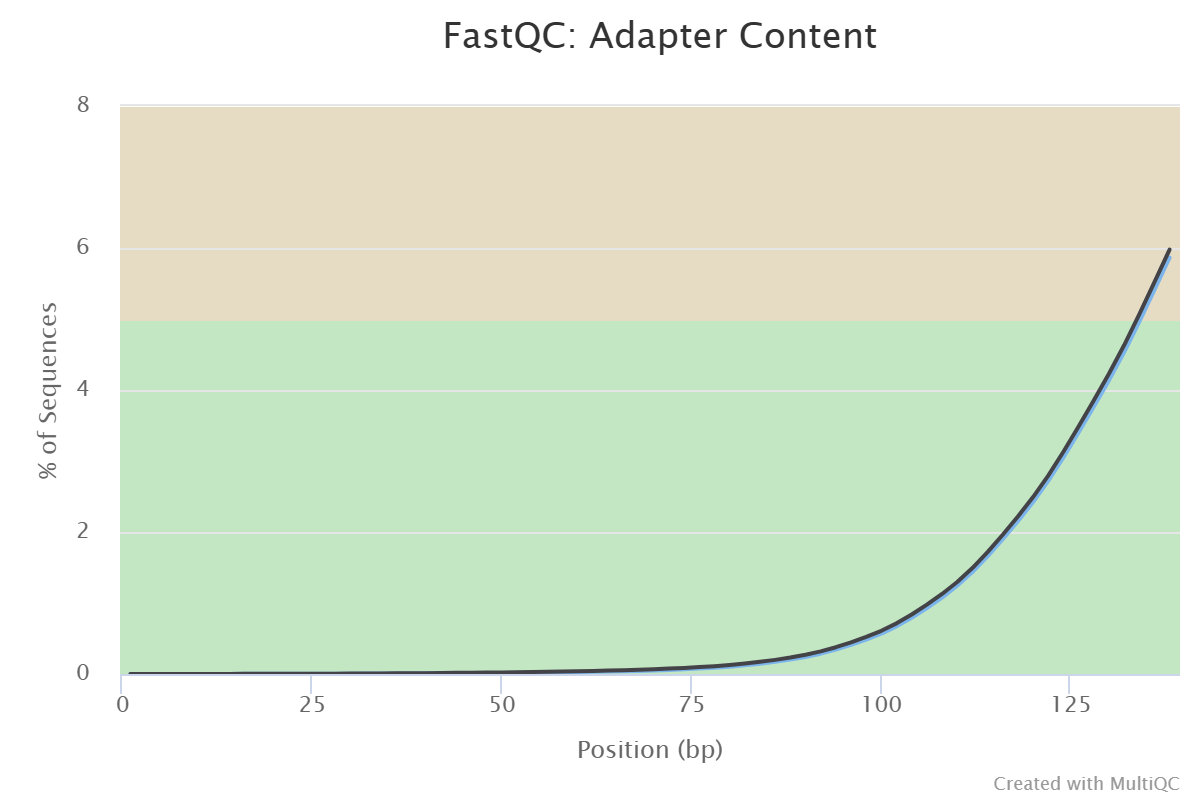 FastQC: Adapter Content
8
6
4
2
0
% of Sequences
0 25 50 75 100 125
Position (bp)
Created with MultiQC